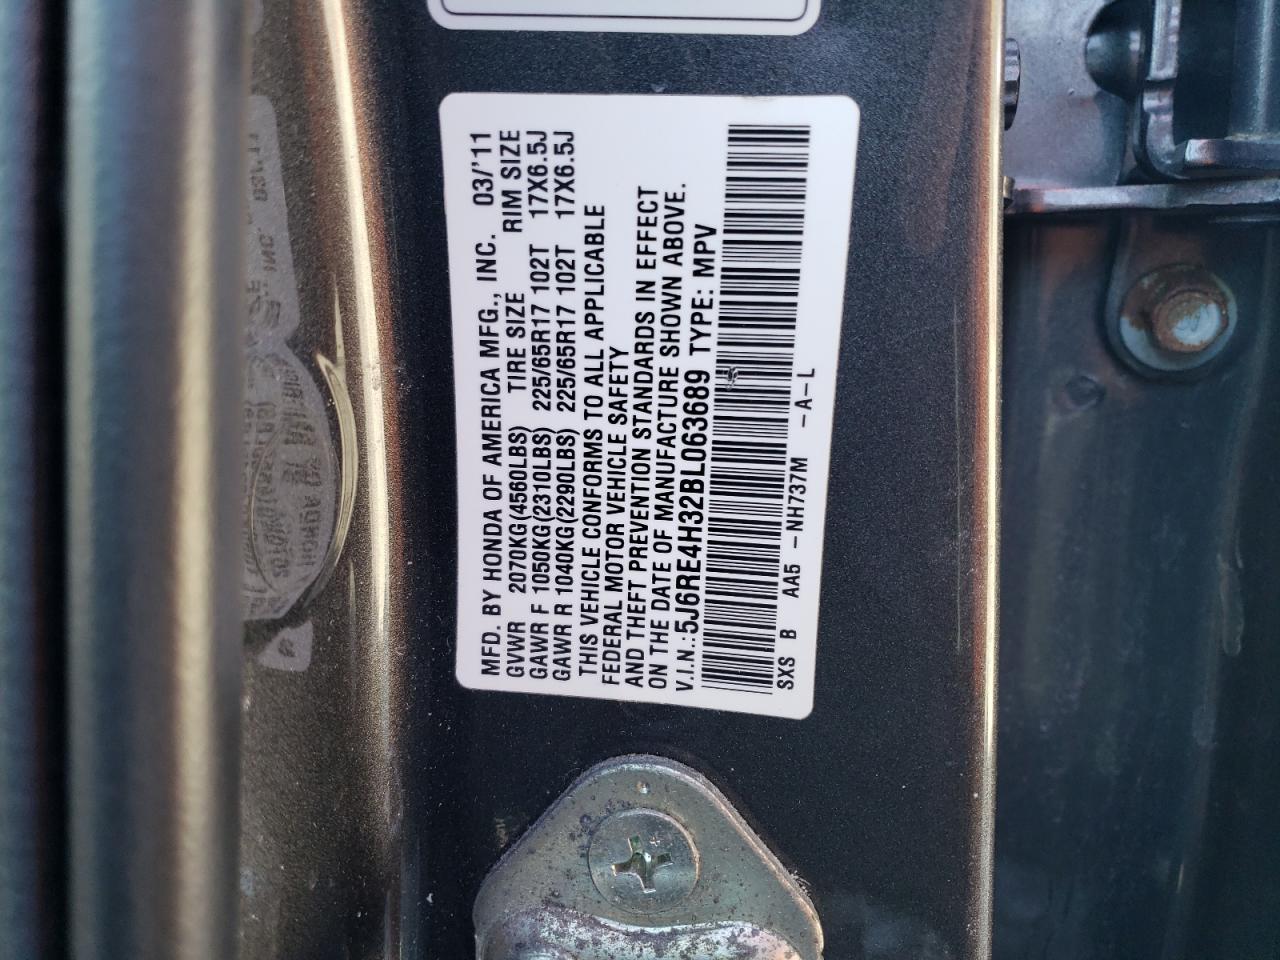 MFD. BY HONDA OF AMERICA MFG., INC. 03/'11
GVWR 2070KG(4560LBS) TIRE SIZE RIM SIZE
GAWR F 1050KG(2310LBS) 225/65R17 102T 17X6.5J
GAWR R 1040KG(2290LBS) 225/65R17 102T 17X6.5J
THIS VEHICLE CONFORMS TO ALL APPLICABLE
FEDERAL MOTOR VEHICLE SAFETY
AND THEFT PREVENTION STANDARDS IN EFFECT
ON THE DATE OF MANUFACTURE SHOWN ABOVE.
V.I.N.: 5J6RE4H32BL063689 TYPE: MPV
SXS B AA5 -NH737M -A-L